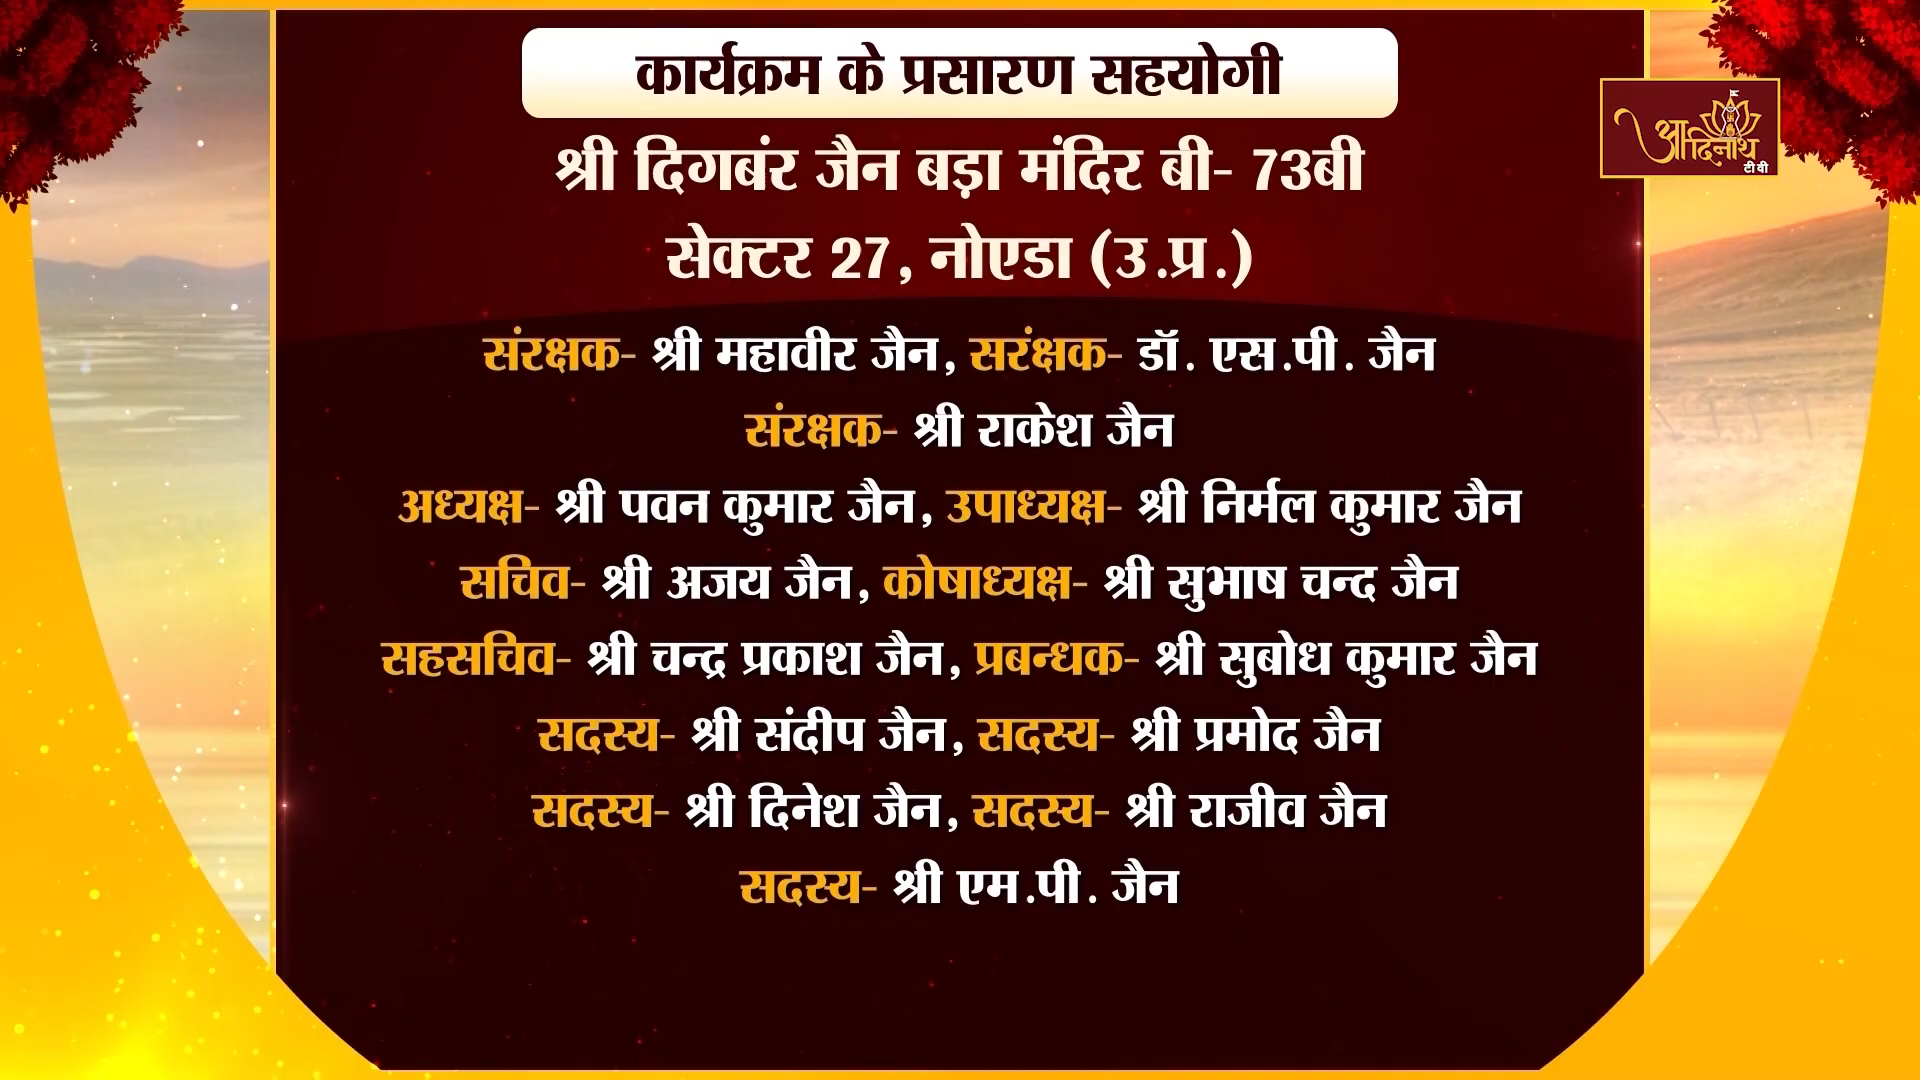 कार्यक्रम के प्रसारण सहयोगी
श्री दिगबंर जैन बड़ा मंदिर बी- 73बी
सेक्टर 27, नोएडा (उ.प्र.)
संरक्षक- श्री महावीर जैन, सरंक्षक- डॉ. एस.पी. जैन
संरक्षक- श्री राकेश जैन
अध्यक्ष- श्री पवन कुमार जैन, उपाध्यक्ष- श्री निर्मल कुमार जैन
सचिव- श्री अजय जैन, कोषाध्यक्ष- श्री सुभाष चन्द जैन
सहसचिव- श्री चन्द्र प्रकाश जैन, प्रबन्धक- श्री सुबोध कुमार जैन
सदस्य- श्री संदीप जैन, सदस्य- श्री प्रमोद जैन
सदस्य- श्री दिनेश जैन, सदस्य- श्री राजीव जैन
सदस्य- श्री एम.पी. जैन
आदिनाथ
टीवी